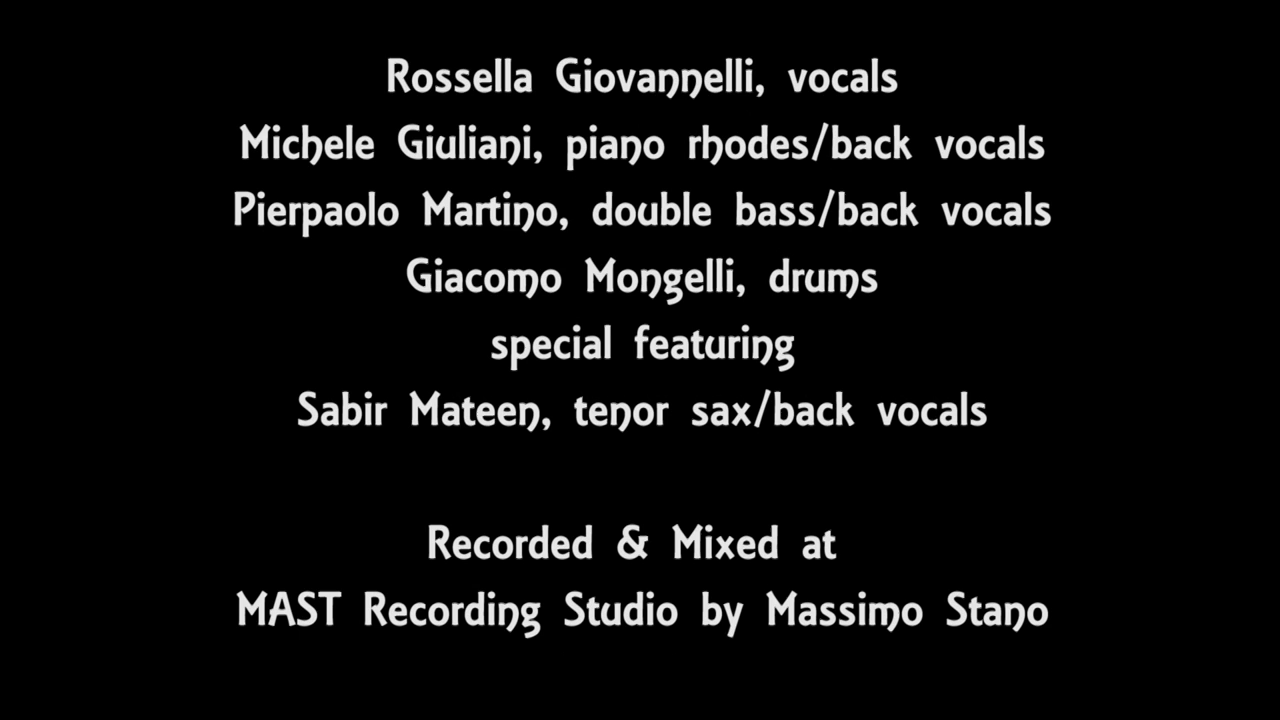 Rossella Giovannelli, vocals
Michele Giuliani, piano rhodes/back vocals
Pierpaolo Martino, double bass/back vocals
Giacomo Mongelli, drums
special featuring
Sabir Mateen, tenor sax/back vocals
Recorded & Mixed at
MAST Recording Studio by Massimo Stano